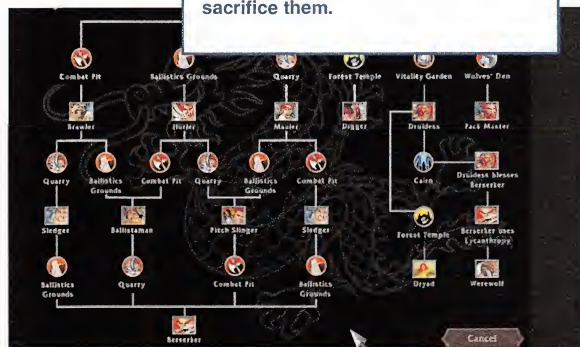 sacrifice them.
Combat Pit Ballistics Grounds Quarry Forest Temple Vitality Garden Wolves' Den
Brawler Hurler Mauler Digger Druidess Pack Master
Quarry Ballistics Grounds Combat Pit Quarry Ballistics Grounds Combat Pit Cairn Druidess blesses Berserker
Sledger Ballistaman Pitch Slinger Sledger Forest Temple Berserker uses Lycanthropy
Ballistics Grounds Quarry Combat Pit Ballistics Grounds Dryad Werewolf
Berserker Cancel